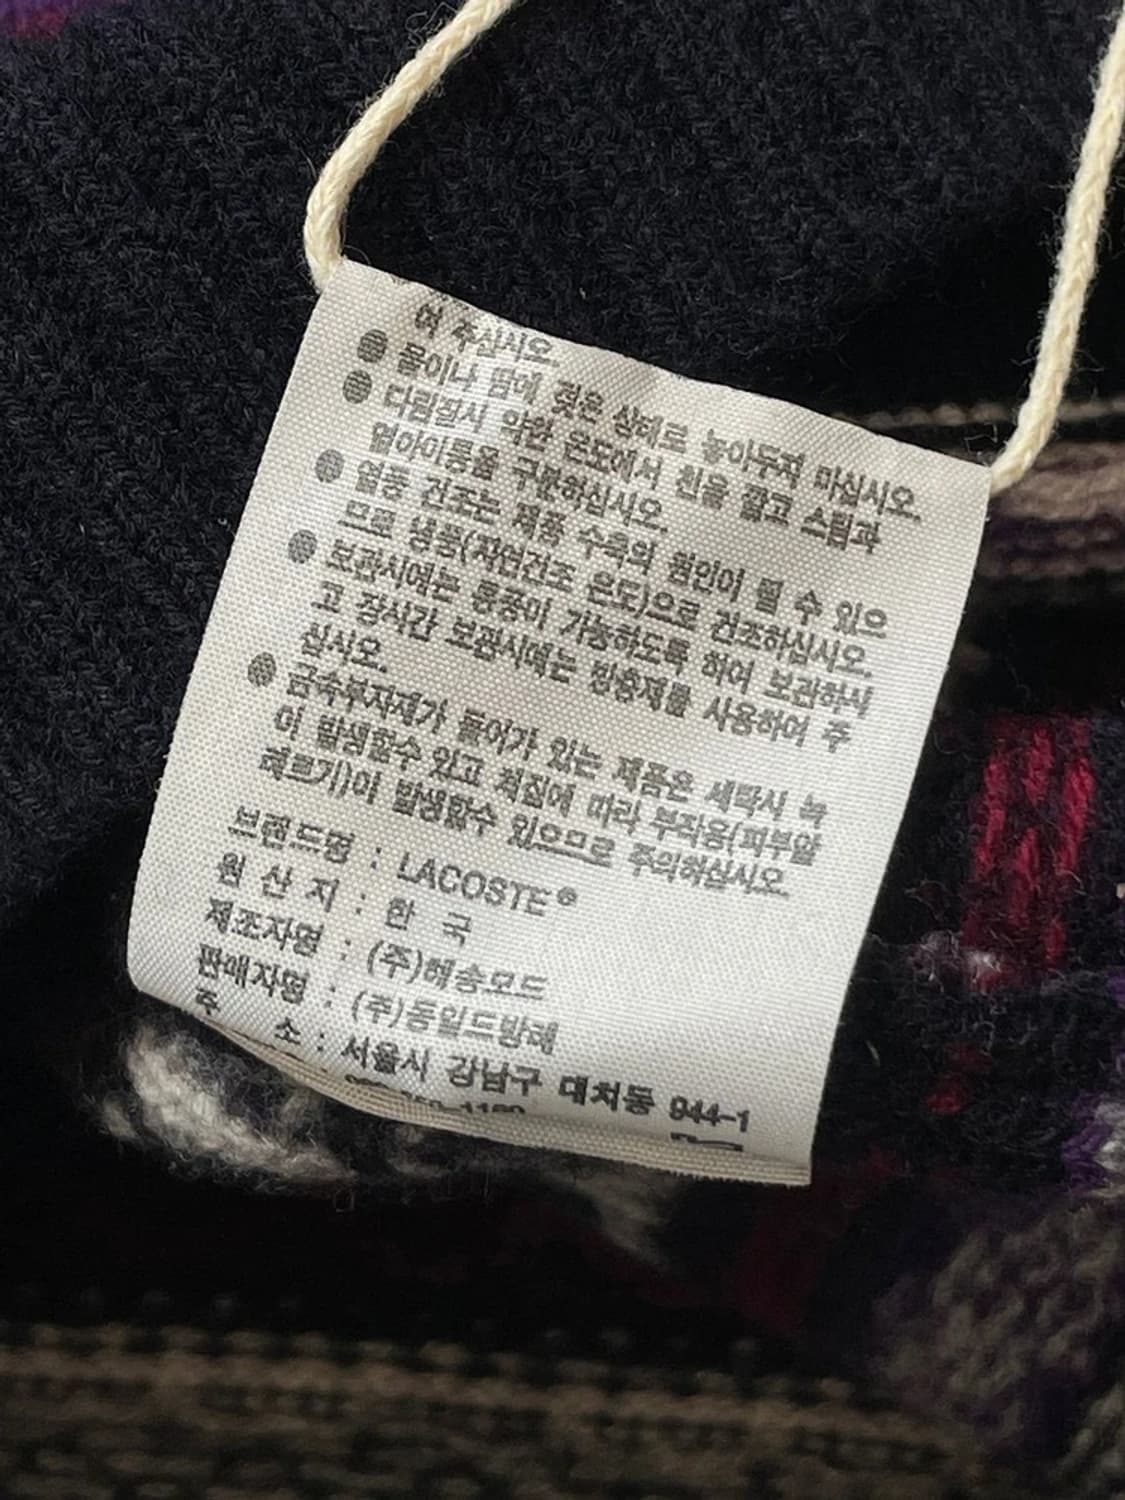 여 주십시오.
● 물이나 땀에 젖은 상태로 놓아두지 마십시오.
● 다림질시 약한 온도에서 천을 깔고 스팀과
열아이롱을 구분하십시오.
● 열풍 건조는 제품 수축의 원인이 될 수 있으
므로 냉풍(자연건조 온도)으로 건조하십시오.
● 보관시에는 통풍이 가능하도록 하여 보관하시
고 장시간 보관시에는 방충제를 사용하여 주
십시오.
● 금속부자재가 들어가 있는 제품은 세탁시 녹
이 발생할수 있고 체질에 따라 부작용(피부알
레르기)이 발생할수 있으므로 주의하십시오.
브랜드명 : LACOSTE®
원 산 지 : 한 국
제조자명 : (주)해송모드
판매자명 : (주)동일드방레
주 소 : 서울시 강남구 대치동 944-1